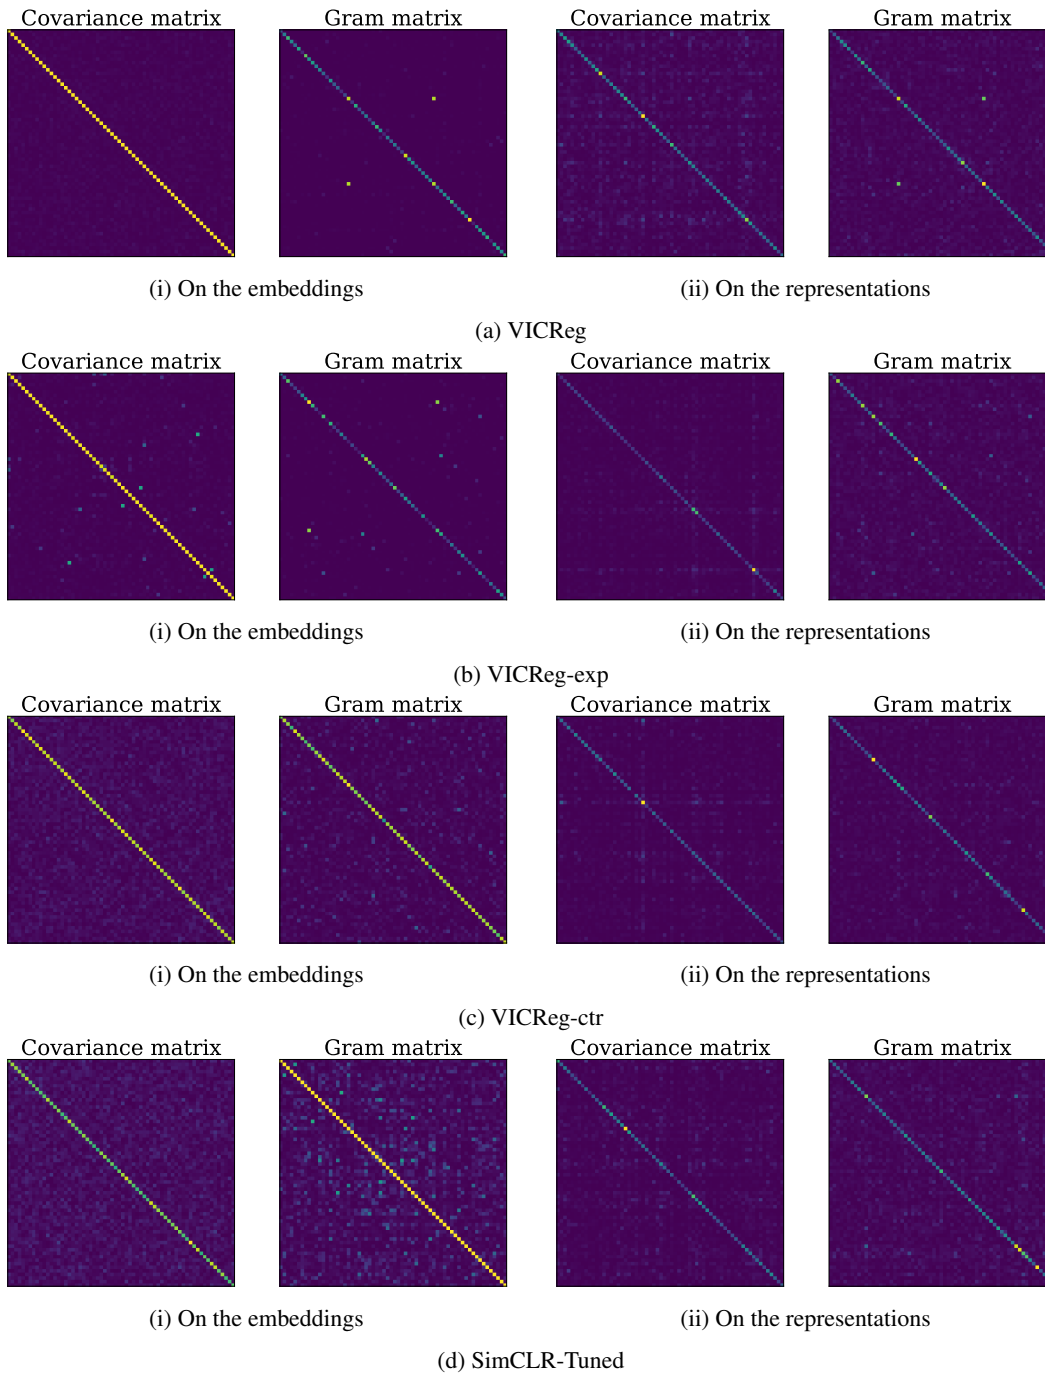 Covariance matrix Gram matrix Covariance matrix Gram matrix
(i) On the embeddings (ii) On the representations
(a) VICReg
Covariance matrix Gram matrix Covariance matrix Gram matrix
(i) On the embeddings (ii) On the representations
(b) VICReg-exp
Covariance matrix Gram matrix Covariance matrix Gram matrix
(i) On the embeddings (ii) On the representations
(c) VICReg-ctr
Covariance matrix Gram matrix Covariance matrix Gram matrix
(i) On the embeddings (ii) On the representations
(d) SimCLR-Tuned